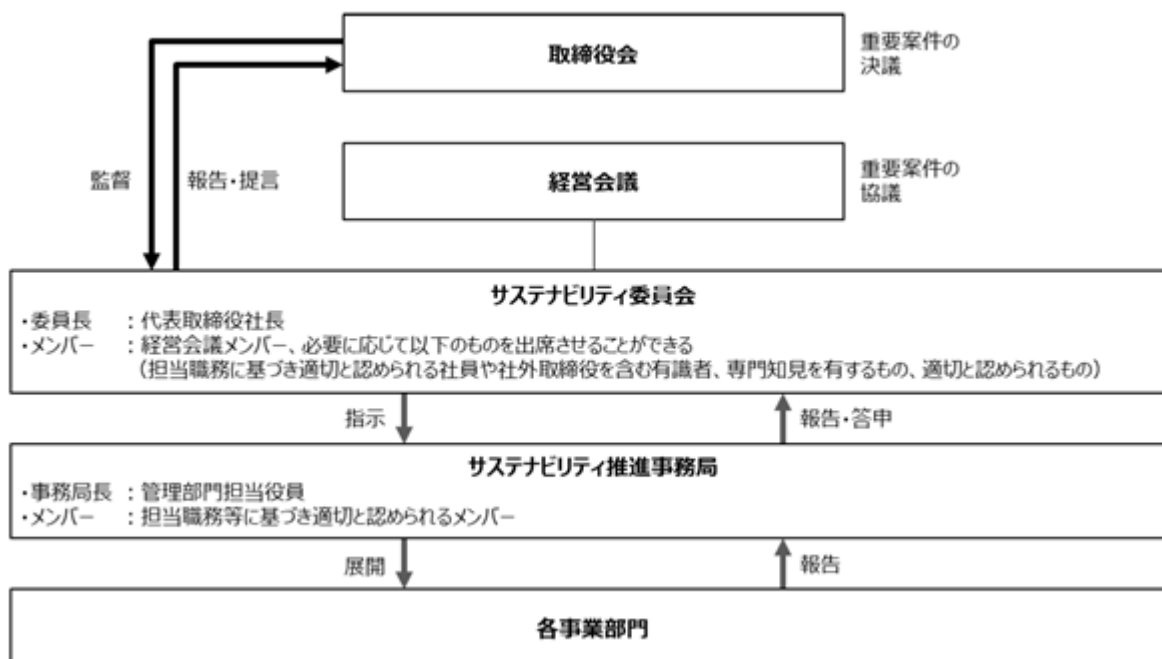 取締役会
重要案件の
決議
監督
報告・提言
経営会議
重要案件の
協議
サステナビリティ委員会
・委員長　：代表取締役社長
・メンバー　：経営会議メンバー、必要に応じて以下のものを出席させることができる
（担当職務に基づき適切と認められる社員や社外取締役を含む有識者、専門知見を有するもの、適切と認められるもの）
指示
報告・答申
サステナビリティ推進事務局
・事務局長　：管理部門担当役員
・メンバー　：担当職務等に基づき適切と認められるメンバー
展開
報告
各事業部門